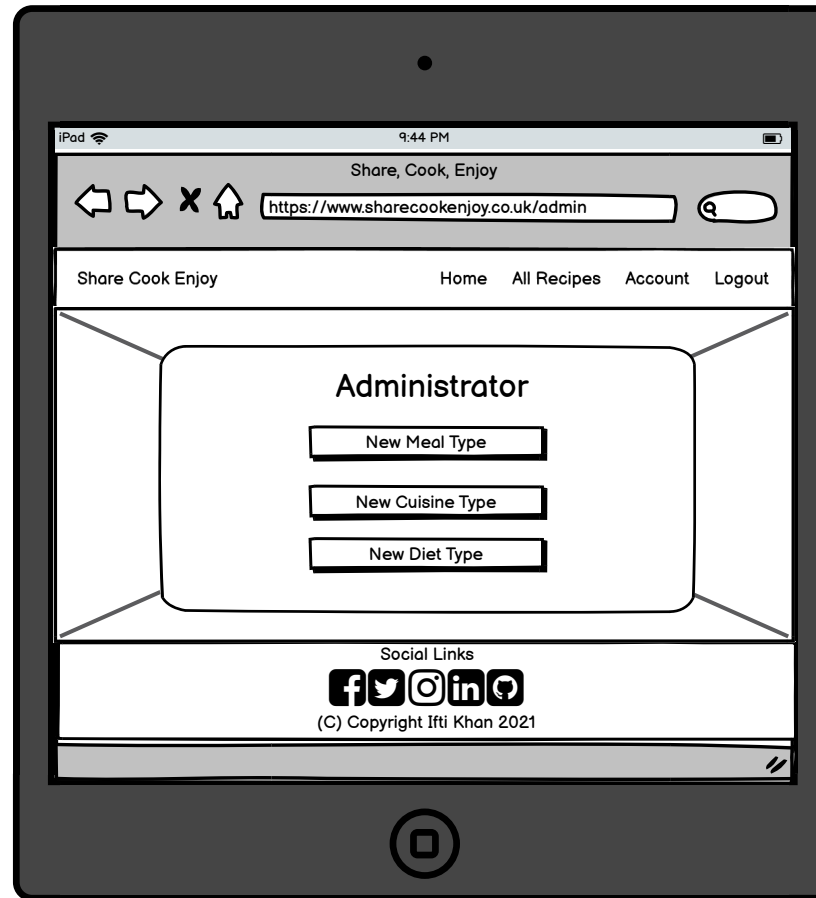 iPad 9:44 PM
Share, Cook, Enjoy
https://www.sharecookenjoy.co.uk/admin
Share Cook Enjoy Home All Recipes Account Logout
Administrator
New Meal Type
New Cuisine Type
New Diet Type
Social Links
(C) Copyright Ifti Khan 2021